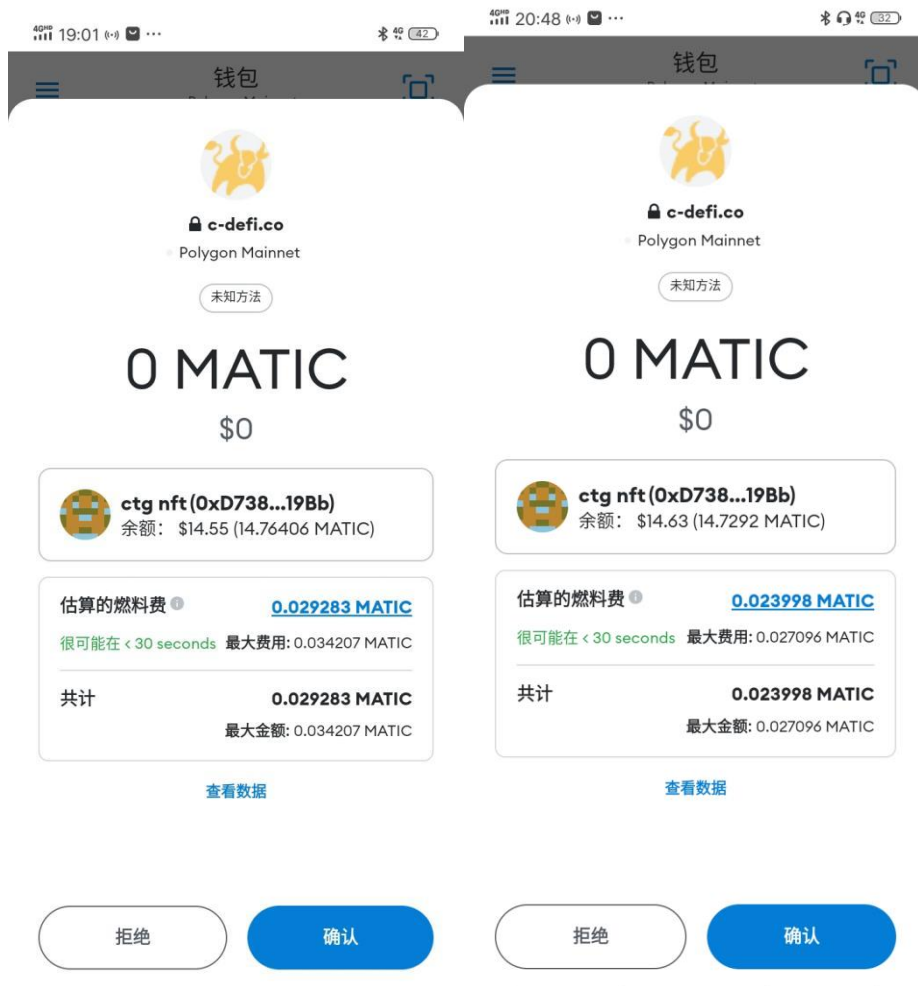 4GHD 19:01 ··· 4G 42
钱包
c-defi.co
Polygon Mainnet
未知方法
0 MATIC
$0
ctg nft (0xD738...19Bb)
余额： $14.55 (14.76406 MATIC)
估算的燃料费 0.029283 MATIC
很可能在 < 30 seconds 最大费用: 0.034207 MATIC
共计 0.029283 MATIC
最大金额: 0.034207 MATIC
查看数据
拒绝 确认
4GHD 20:48 ··· 4G 32
钱包
c-defi.co
Polygon Mainnet
未知方法
0 MATIC
$0
ctg nft (0xD738...19Bb)
余额： $14.63 (14.7292 MATIC)
估算的燃料费 0.023998 MATIC
很可能在 < 30 seconds 最大费用: 0.027096 MATIC
共计 0.023998 MATIC
最大金额: 0.027096 MATIC
查看数据
拒绝 确认